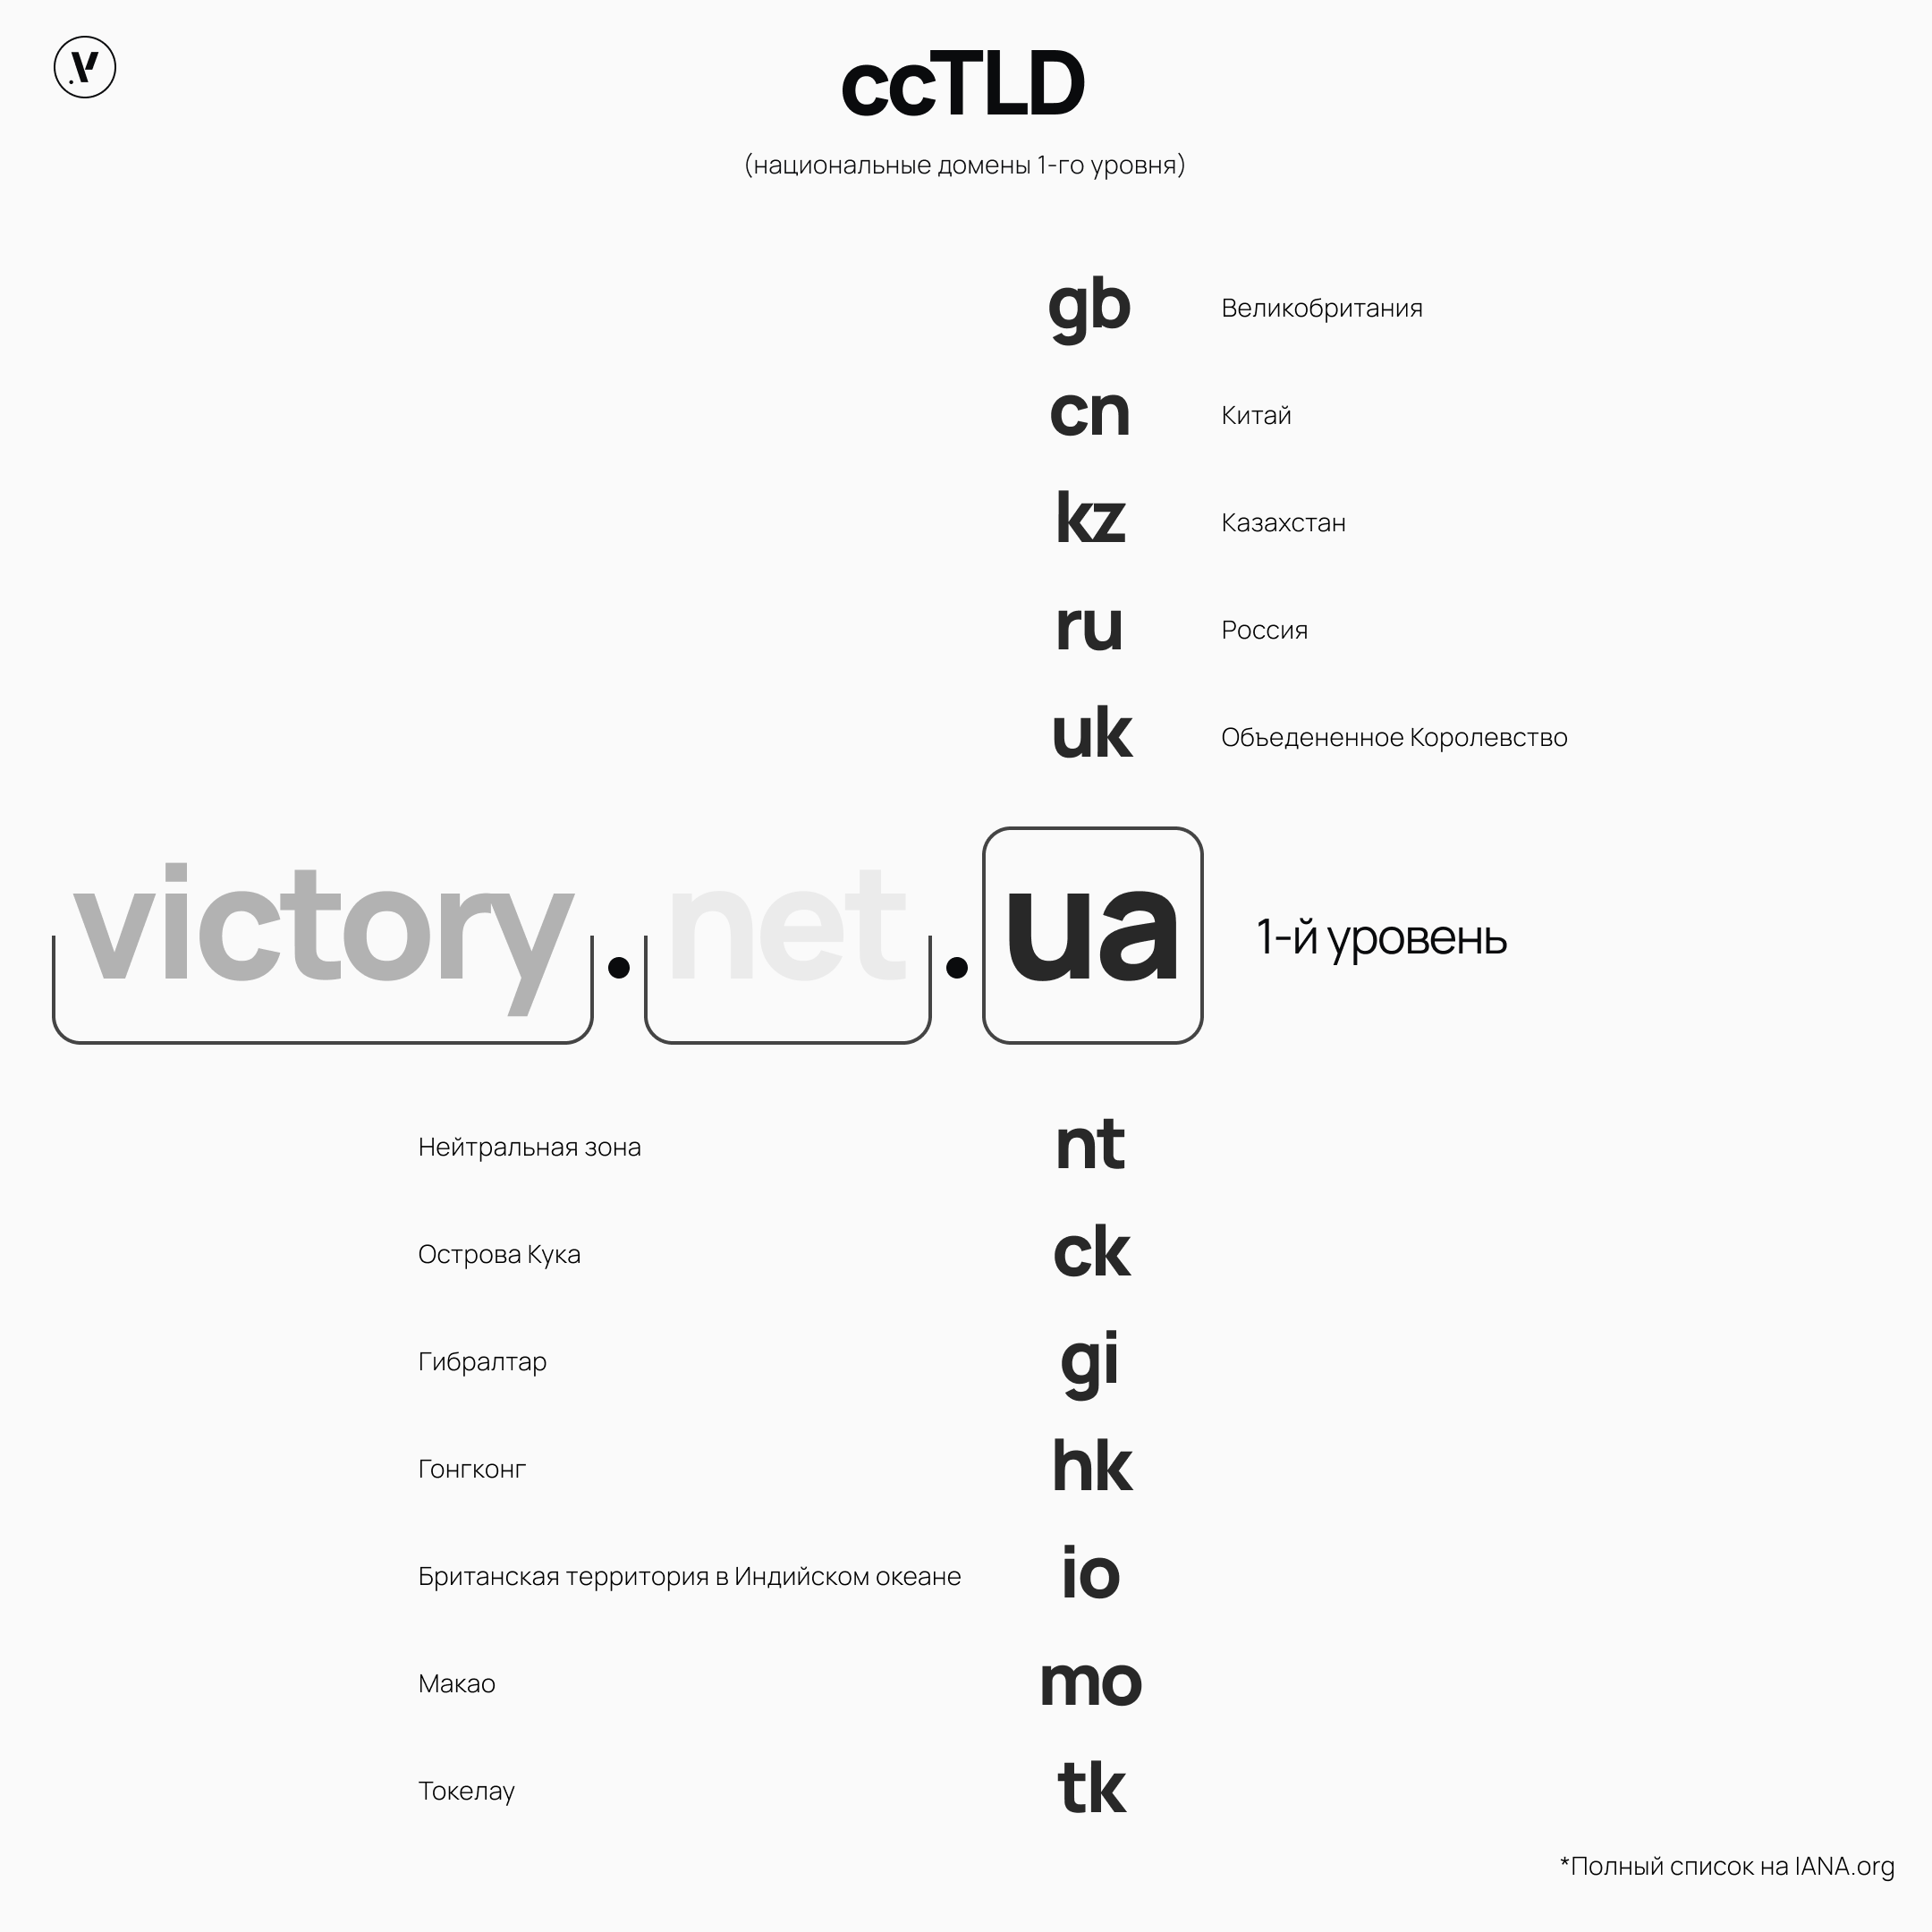 ccTLD
(национальные домены 1-го уровня)
gb Великобритания
cn Китай
kz Казахстан
ru Россия
uk Объедененное Королевство
victory.net.ua 1-й уровень
Нейтральная зона nt
Острова Кука ck
Гибралтар gi
Гонгконг hk
Британская территория в Индийском океане io
Макао mo
Токелау tk
*Полный список на IANA.org